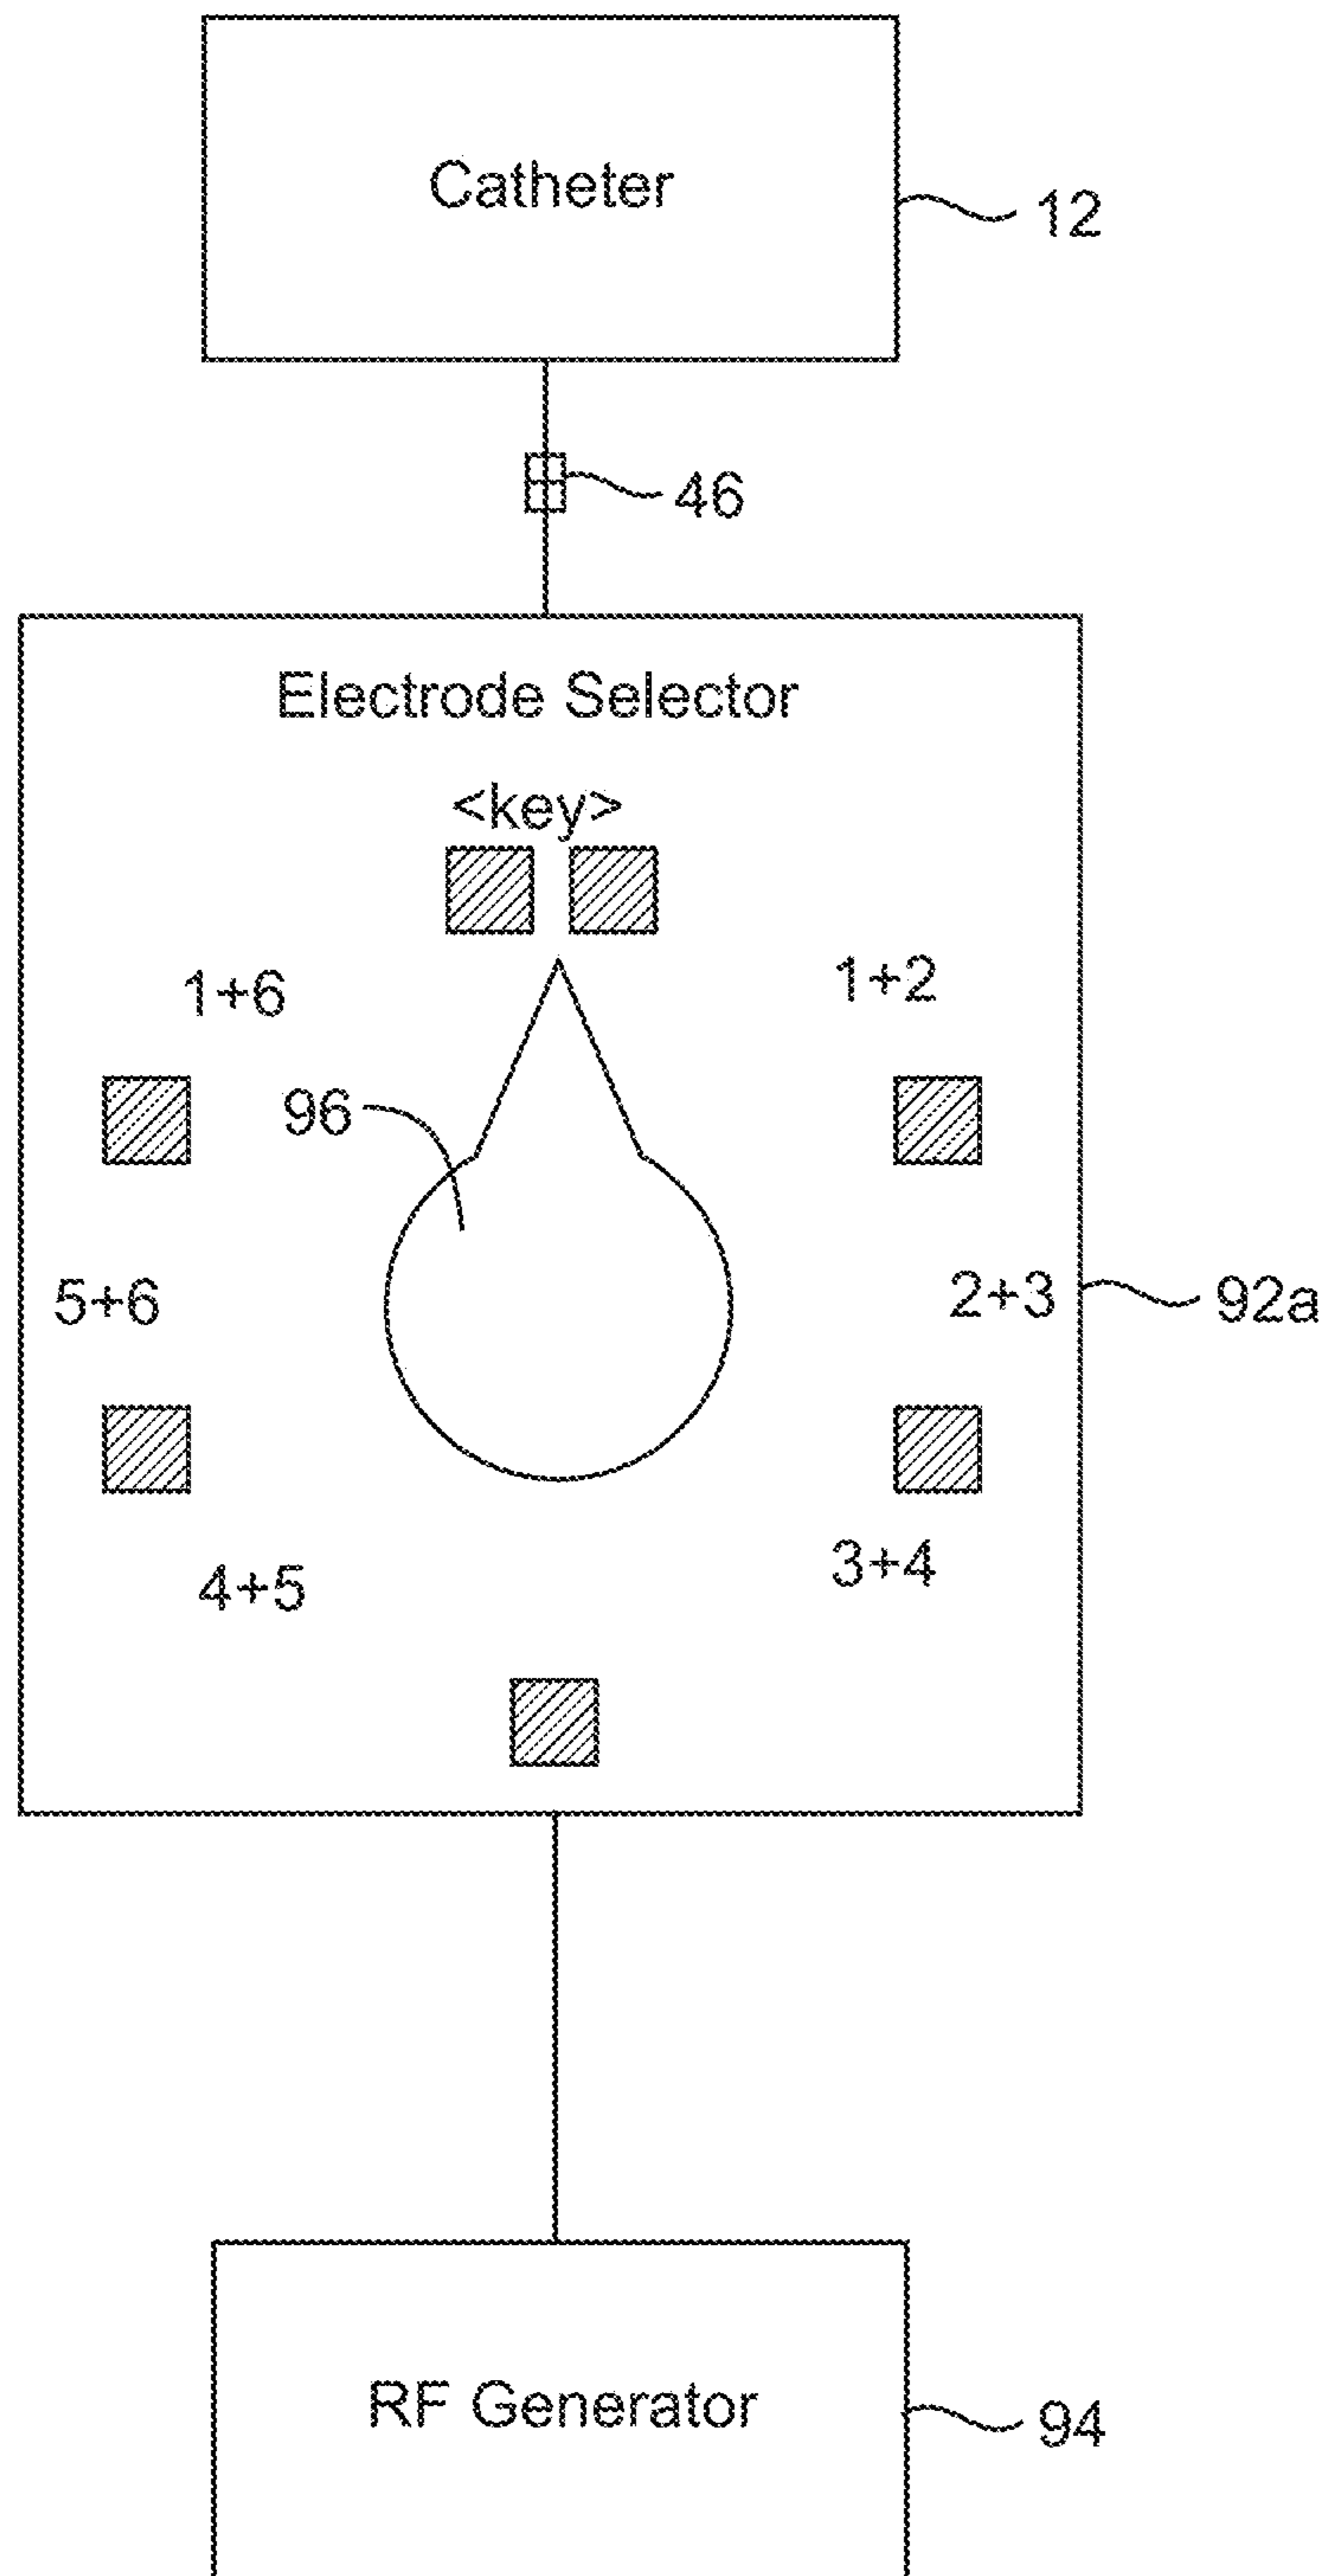 Catheter
12
46
Electrode Selector
<key>
1+6
1+2
96
5+6
2+3
92a
4+5
3+4
RF Generator
94